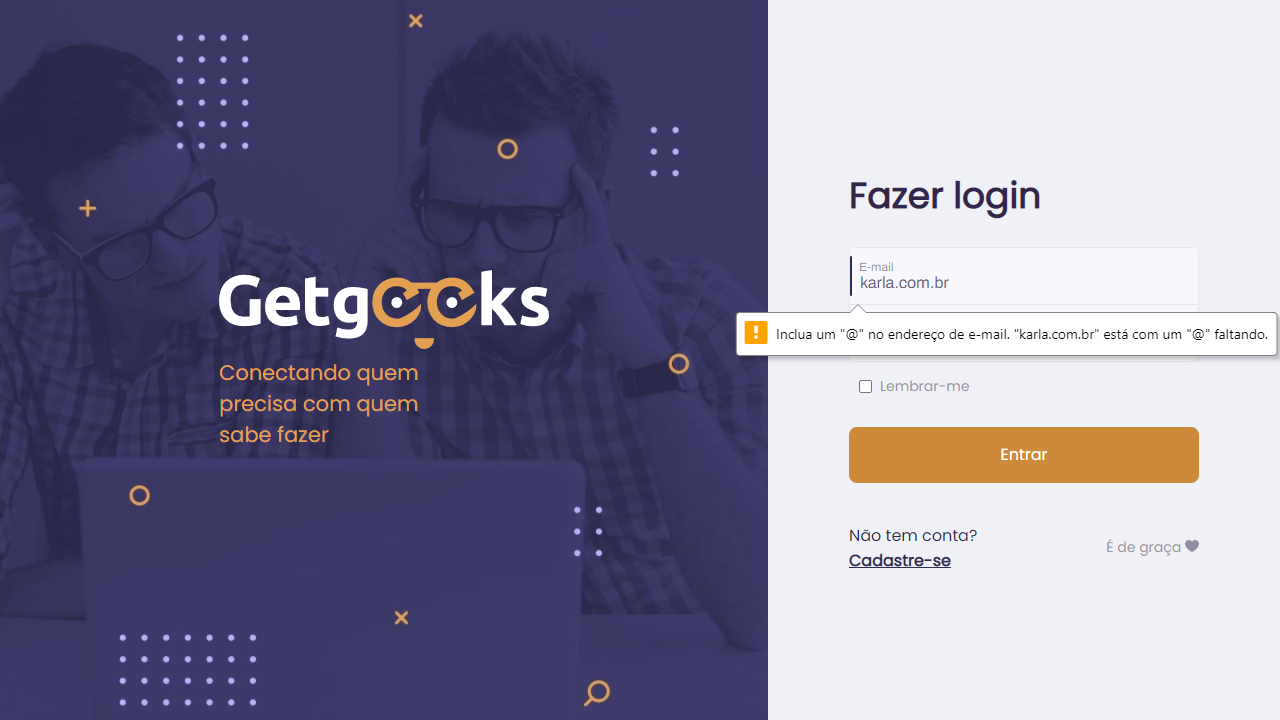 Getgeeks
Conectando quem
precisa com quem
sabe fazer
Fazer login
E-mail
karla.com.br
Inclua um "@" no endereço de e-mail. "karla.com.br" está com um "@" faltando.
Lembrar-me
Entrar
Não tem conta?
Cadastre-se
É de graça